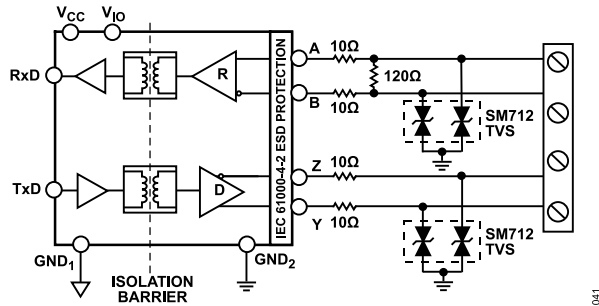 VCC VIO
RxD
R
IEC 61000-4-2 ESD PROTECTION
A 10Ω
120Ω
B 10Ω
SM712
TVS
TxD
D
Z 10Ω
Y 10Ω
SM712
TVS
GND1
GND2
ISOLATION
BARRIER
041